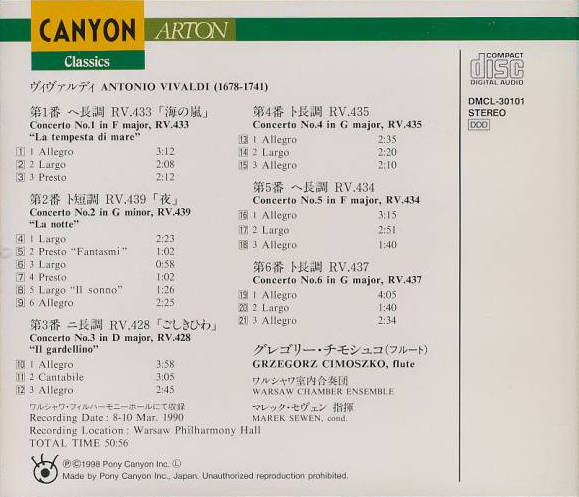 CANYON
Classics
ARTON
COMPACT
disc
DIGITAL AUDIO
DMCL-30101
STEREO
DDD
ヴィヴァルディ ANTONIO VIVALDI (1678-1741)
第1番 ヘ長調 RV.433「海の嵐」
Concerto No.1 in F major, RV.433
“La tempesta di mare”
1 1 Allegro 3:12
2 2 Largo 2:08
3 3 Presto 2:12
第2番 ト短調 RV.439「夜」
Concerto No.2 in G minor, RV.439
“La notte”
4 1 Largo 2:23
5 2 Presto “Fantasmi” 1:02
6 3 Largo 0:58
7 4 Presto 1:02
8 5 Largo “Il sonno” 1:26
9 6 Allegro 2:25
第3番 ニ長調 RV.428「ごしきひわ」
Concerto No.3 in D major, RV.428
“Il gardellino”
10 1 Allegro 3:58
11 2 Cantabile 3:05
12 3 Allegro 2:45
ワルシャワ・フィルハーモニーホールにて収録
Recording Date : 8-10 Mar. 1990
Recording Location : Warsaw Philharmony Hall
TOTAL TIME 50:56
第4番 ト長調 RV.435
Concerto No.4 in G major, RV.435
13 1 Allegro 2:35
14 2 Largo 2:20
15 3 Allegro 2:10
第5番 ヘ長調 RV.434
Concerto No.5 in F major, RV.434
16 1 Allegro 3:15
17 2 Largo 2:51
18 3 Allegro 1:40
第6番 ト長調 RV.437
Concerto No.6 in G major, RV.437
19 1 Allegro 4:05
20 2 Largo 1:40
21 3 Allegro 2:34
グレゴリー・チモシュコ(フルート)
GRZEGORZ CIMOSZKO, flute
ワルシャワ室内合奏団
WARSAW CHAMBER ENSEMBLE
マレック・セヴェン 指揮
MAREK SEWEN, cond.
Ⓟ©1998 Pony Canyon Inc. Ⓛ
Made by Pony Canyon Inc., Japan. Unauthorized reproduction prohibited.